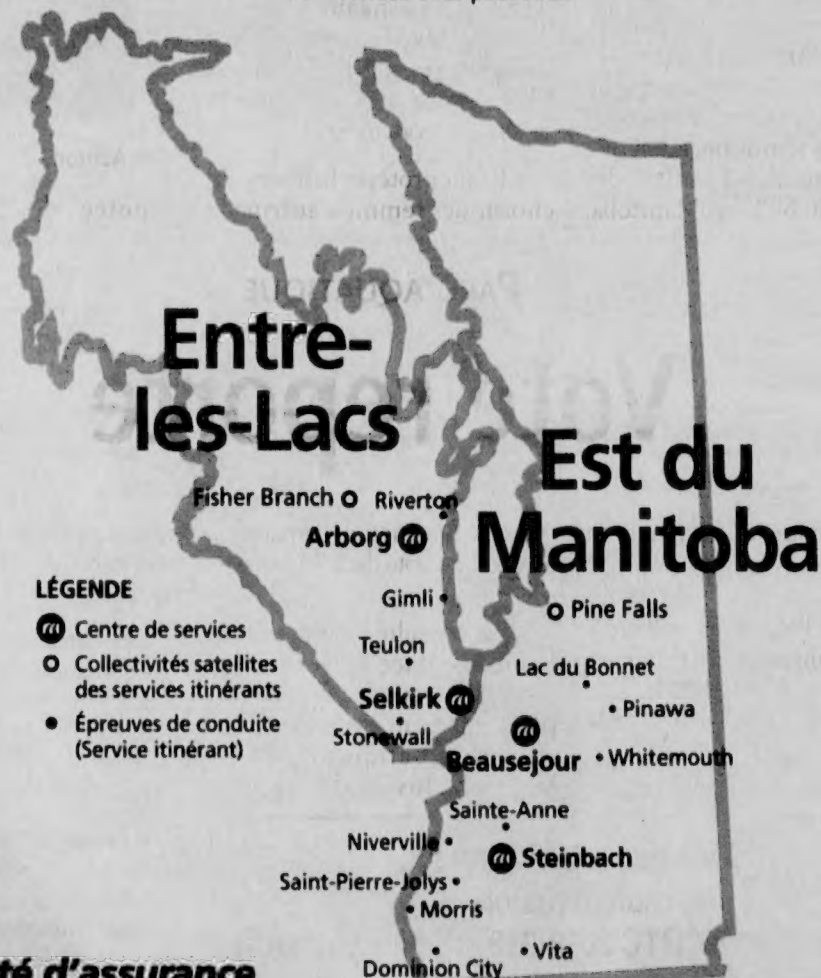 Entre-
les-Lacs
Est du
Manitoba
Fisher Branch
Riverton
Arborg
LÉGENDE
Centre de services
Collectivités satellites
des services itinérants
Épreuves de conduite
(Service itinérant)
Gimli
Pine Falls
Teulon
Lac du Bonnet
Selkirk
Pinawa
Stonewall
Beausejour
Whitemouth
Sainte-Anne
Niverville
Steinbach
Saint-Pierre-Jolys
Morris
Vita
té d'assurance
Dominion City